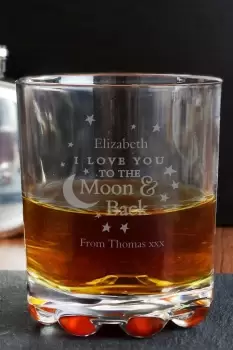 Elizabeth
I LOVE YOU
TO THE
Moon &
Back
From Thomas xxx